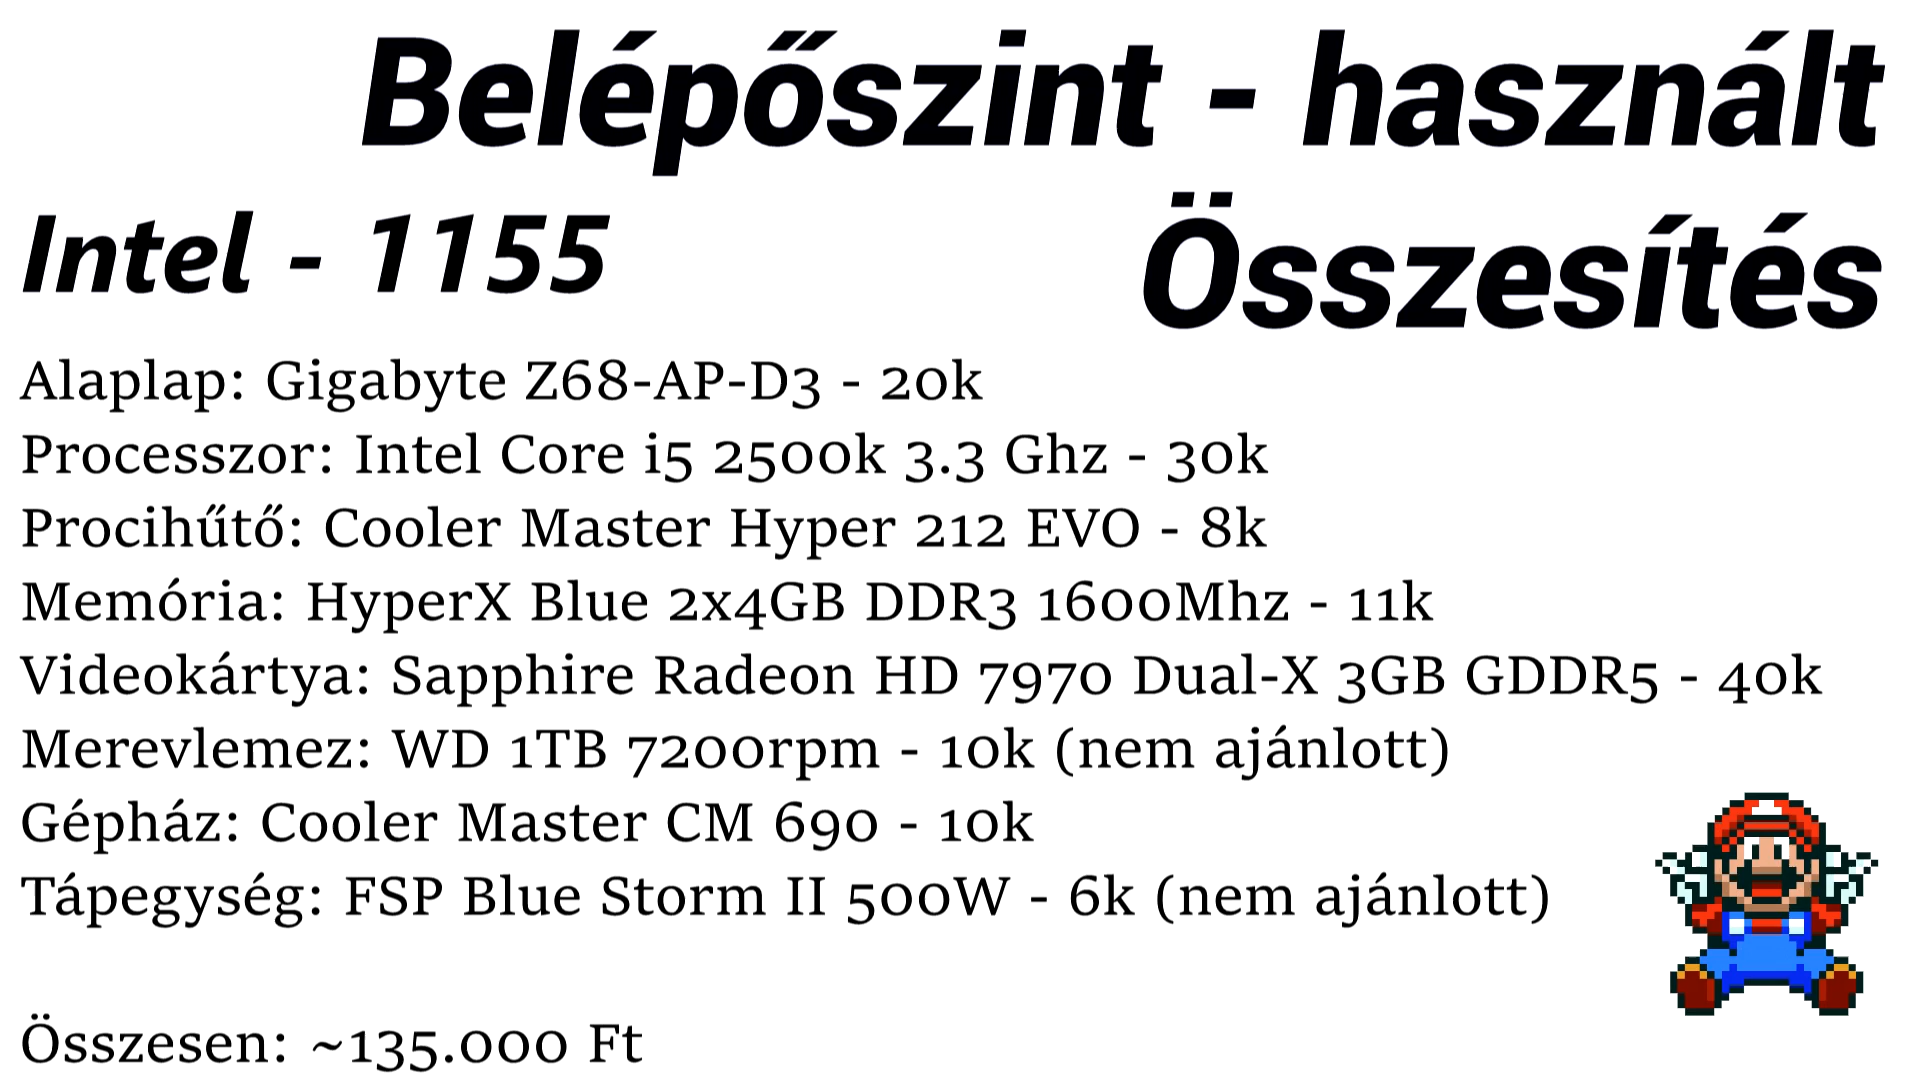 Belépőszint - használt
Intel - 1155
Összesítés
Alaplap: Gigabyte Z68-AP-D3 - 20k
Processzor: Intel Core i5 2500k 3.3 Ghz - 30k
Procihűtő: Cooler Master Hyper 212 EVO - 8k
Memória: HyperX Blue 2x4GB DDR3 1600Mhz - 11k
Videokártya: Sapphire Radeon HD 7970 Dual-X 3GB GDDR5 - 40k
Merevlemez: WD 1TB 7200rpm - 10k (nem ajánlott)
Gépház: Cooler Master CM 690 - 10k
Tápegység: FSP Blue Storm II 500W - 6k (nem ajánlott)
Összesen: ~135.000 Ft